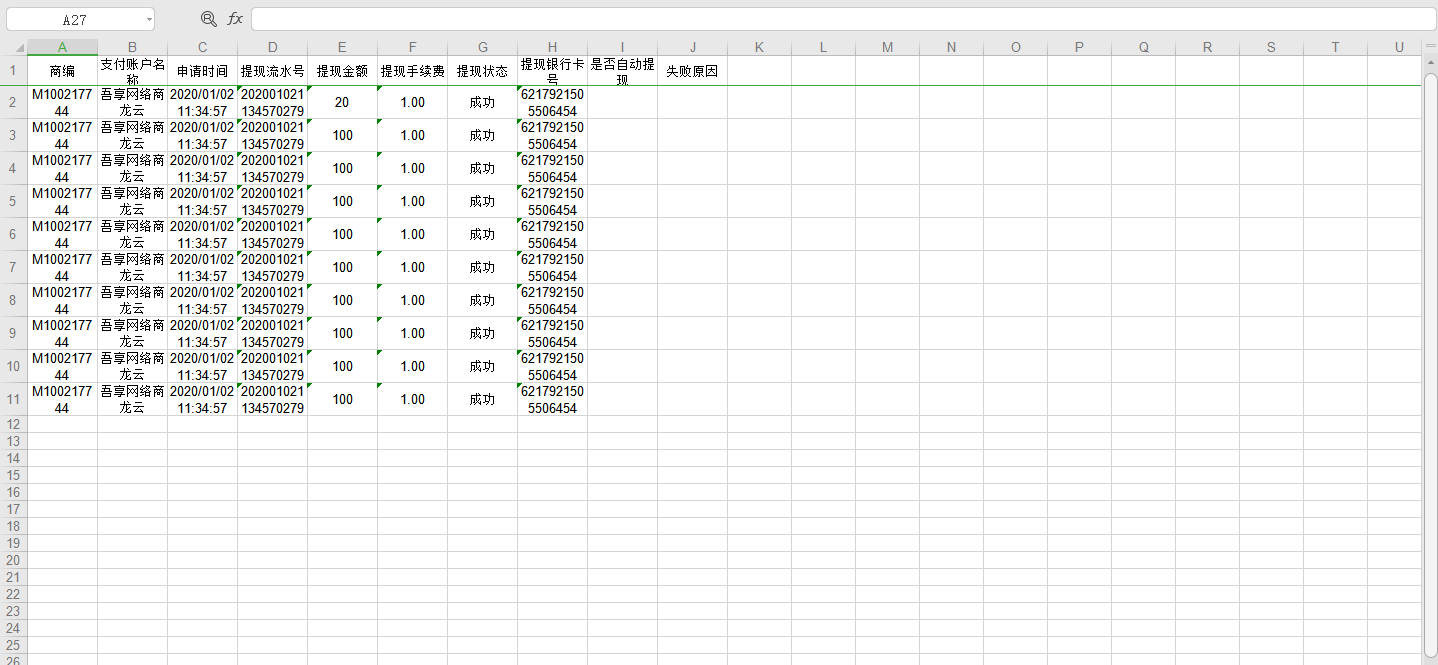 A27
fx
A B C D E F G H I J K L M N O P Q R S T U
1 商编 支付账户名称 申请时间 提现流水号 提现金额 提现手续费 提现状态 提现银行卡号 是否自动提现 失败原因
2 M100217744 吾享网络商龙云 2020/01/02 11:34:57 202001021134570279 20 1.00 成功 6217921505506454
3 M100217744 吾享网络商龙云 2020/01/02 11:34:57 202001021134570279 100 1.00 成功 6217921505506454
4 M100217744 吾享网络商龙云 2020/01/02 11:34:57 202001021134570279 100 1.00 成功 6217921505506454
5 M100217744 吾享网络商龙云 2020/01/02 11:34:57 202001021134570279 100 1.00 成功 6217921505506454
6 M100217744 吾享网络商龙云 2020/01/02 11:34:57 202001021134570279 100 1.00 成功 6217921505506454
7 M100217744 吾享网络商龙云 2020/01/02 11:34:57 202001021134570279 100 1.00 成功 6217921505506454
8 M100217744 吾享网络商龙云 2020/01/02 11:34:57 202001021134570279 100 1.00 成功 6217921505506454
9 M100217744 吾享网络商龙云 2020/01/02 11:34:57 202001021134570279 100 1.00 成功 6217921505506454
10 M100217744 吾享网络商龙云 2020/01/02 11:34:57 202001021134570279 100 1.00 成功 6217921505506454
11 M100217744 吾享网络商龙云 2020/01/02 11:34:57 202001021134570279 100 1.00 成功 6217921505506454
12
13
14
15
16
17
18
19
20
21
22
23
24
25
26